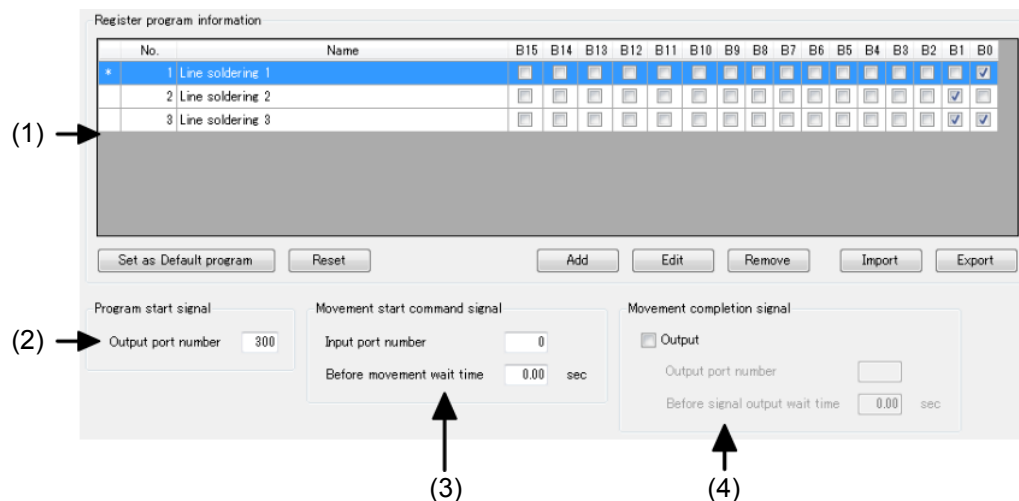 Register program information
No. Name B15 B14 B13 B12 B11 B10 B9 B8 B7 B6 B5 B4 B3 B2 B1 B0
* 1 Line soldering 1
2 Line soldering 2
3 Line soldering 3
(1)
Set as Default program Reset Add Edit Remove Import Export
Program start signal Movement start command signal Movement completion signal
(2) Output port number 300 Input port number 0 Output
Before movement wait time 0.00 sec Output port number
Before signal output wait time 0.00 sec
(3) (4)